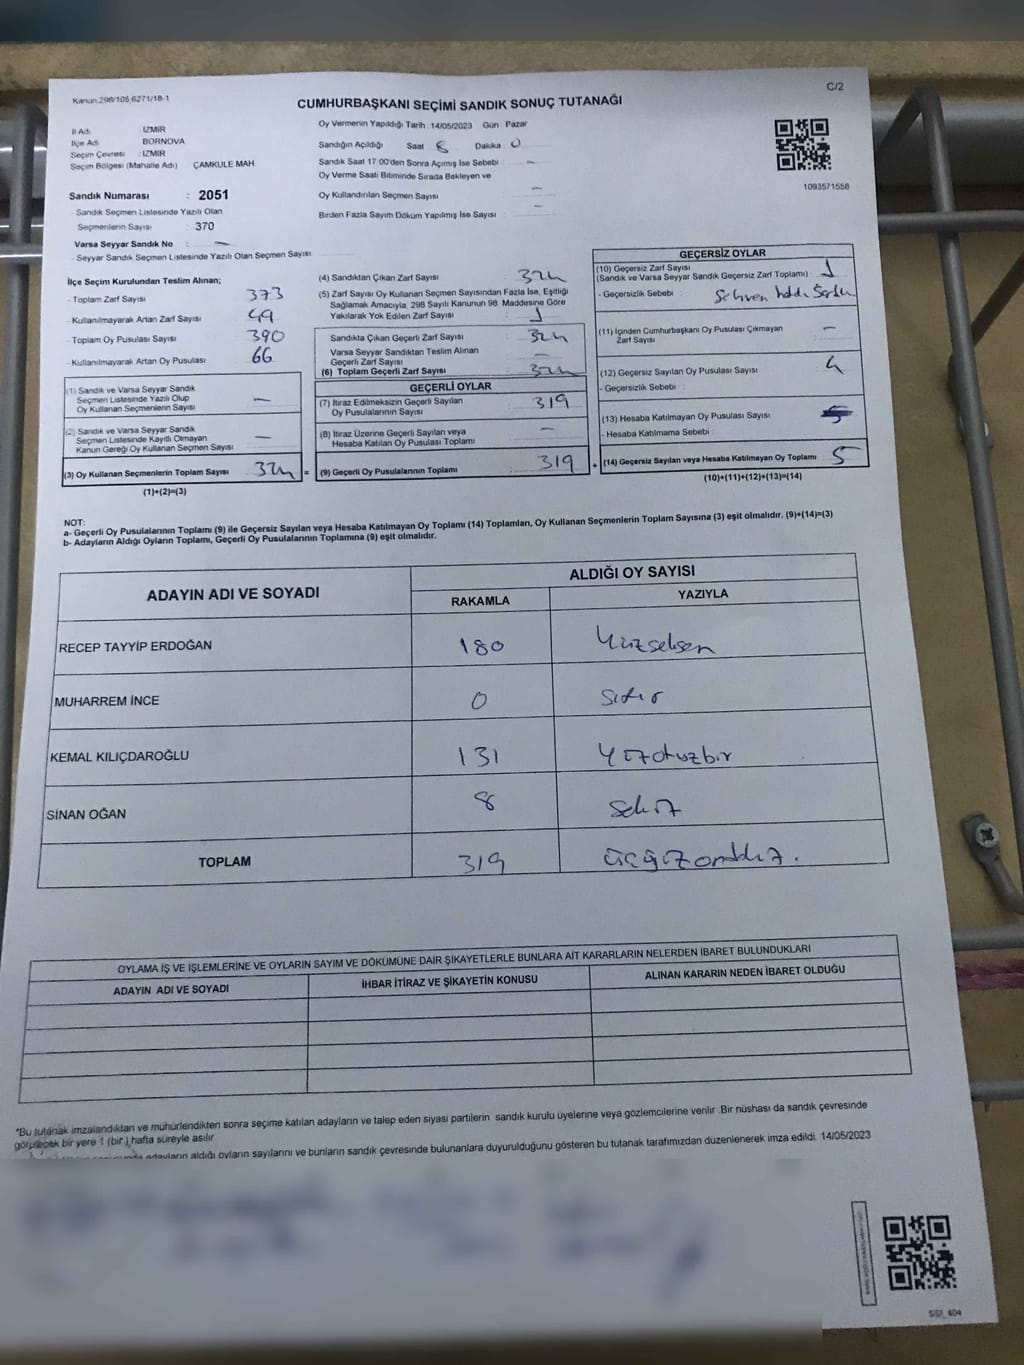 Kanun 298/105,6271/18-1
C/2
CUMHURBAŞKANI SEÇİMİ SANDIK SONUÇ TUTANAĞI
İl Adı : İZMİR
İlçe Adı : BORNOVA
Seçim Çevresi : İZMİR
Seçim Bölgesi (Mahalle Adı) : ÇAMKULE MAH
Sandık Numarası : 2051
- Sandık Seçmen Listesinde Yazılı Olan
Seçmenlerin Sayısı : 370
Varsa Seyyar Sandık No : —
- Seyyar Sandık Seçmen Listesinde Yazılı Olan Seçmen Sayısı
Oy Vermenin Yapıldığı Tarih : 14/05/2023 Gün : Pazar
Sandığın Açıldığı Saat : 8 Dakika : 0
Sandık Saat 17.00'den Sonra Açımış İse Sebebi : —
Oy Verme Saati Bitiminde Sırada Bekleyen ve
Oy Kullandırılan Seçmen Sayısı : —
Birden Fazla Sayım Döküm Yapılmış İse Sayısı : —
1093571558
İlçe Seçim Kurulundan Teslim Alınan;
- Toplam Zarf Sayısı : 373
- Kullanılmayarak Artan Zarf Sayısı : 49
- Toplam Oy Pusulası Sayısı : 390
- Kullanılmayarak Artan Oy Pusulası : 66
(1) Sandık ve Varsa Seyyar Sandık
Seçmen Listesinde Yazılı Olup
Oy Kullanan Seçmenlerin Sayısı —
(2) Sandık ve Varsa Seyyar Sandık
Seçmen Listesinde Kayıtlı Olmayan
Kanun Gereği Oy Kullanan Seçmen Sayısı —
(3) Oy Kullanan Seçmenlerin Toplam Sayısı 324 =
(1)+(2)=(3)
(4) Sandıktan Çıkan Zarf Sayısı : 324
(5) Zarf Sayısı Oy Kullanan Seçmen Sayısından Fazla İse, Eşitliği
Sağlamak Amacıyla, 298 Sayılı Kanunun 98. Maddesine Göre
Yakılarak Yok Edilen Zarf Sayısı : 1
Sandıkta Çıkan Geçerli Zarf Sayısı : 324
Varsa Seyyar Sandıktan Teslim Alınan
Geçerli Zarf Sayısı : —
(6) Toplam Geçerli Zarf Sayısı : 324
GEÇERLİ OYLAR
(7) İtiraz Edilmeksizin Geçerli Sayılan
Oy Pusulalarının Sayısı : 319
(8) İtiraz Üzerine Geçerli Sayılan veya
Hesaba Katılan Oy Pusulası Toplamı : —
(9) Geçerli Oy Pusulalarının Toplamı : 319 +
GEÇERSİZ OYLAR
(10) Geçersiz Zarf Sayısı
(Sandık ve Varsa Seyyar Sandık Geçersiz Zarf Toplamı) : 1
- Geçersizlik Sebebi :
(11) İçinden Cumhurbaşkanı Oy Pusulası Çıkmayan
Zarf Sayısı : —
(12) Geçersiz Sayılan Oy Pusulası Sayısı : 4
- Geçersizlik Sebebi :
(13) Hesaba Katılmayan Oy Pusulası Sayısı
- Hesaba Katılmama Sebebi
(14) Geçersiz Sayılan veya Hesaba Katılmayan Oy Toplamı : 5
(10)+(11)+(12)+(13)=(14)
NOT:
a- Geçerli Oy Pusulalarının Toplamı (9) ile Geçersiz Sayılan veya Hesaba Katılmayan Oy Toplamı (14) Toplamları, Oy Kullanan Seçmenlerin Toplam Sayısına (3) eşit olmalıdır. (9)+(14)=(3)
b- Adayların Aldığı Oyların Toplamı, Geçerli Oy Pusulalarının Toplamına (9) eşit olmalıdır.
ADAYIN ADI VE SOYADI
ALDIĞI OY SAYISI
RAKAMLA YAZIYLA
RECEP TAYYİP ERDOĞAN 180 Yüzseksen
MUHARREM İNCE 0 Sıfır
KEMAL KILIÇDAROĞLU 131 Yüzotuzbir
SİNAN OĞAN 8 Sekiz
TOPLAM 319 üçyüzondokuz.
OYLAMA İŞ VE İŞLEMLERİNE VE OYLARIN SAYIM VE DÖKÜMÜNE DAİR ŞİKAYETLERLE BUNLARA AİT KARARLARIN NELERDEN İBARET BULUNDUKLARI
ADAYIN ADI VE SOYADI İHBAR İTİRAZ VE ŞİKAYETİN KONUSU ALINAN KARARIN NEDEN İBARET OLDUĞU
*Bu tutanak imzalandıktan ve mühürlendikten sonra seçime katılan adayların ve talep eden siyasi partilerin sandık kurulu üyelerine veya gözlemcilerine verilir .Bir nüshası da sandık çevresinde
görülecek bir yere 1 (bir ) hafta süreyle asılır.
adayların aldığı oyların sayılarını ve bunların sandık çevresinde bulunanlara duyurulduğunu gösteren bu tutanak tarafımızdan düzenlenerek imza edildi. 14/05/2023
SSI_404